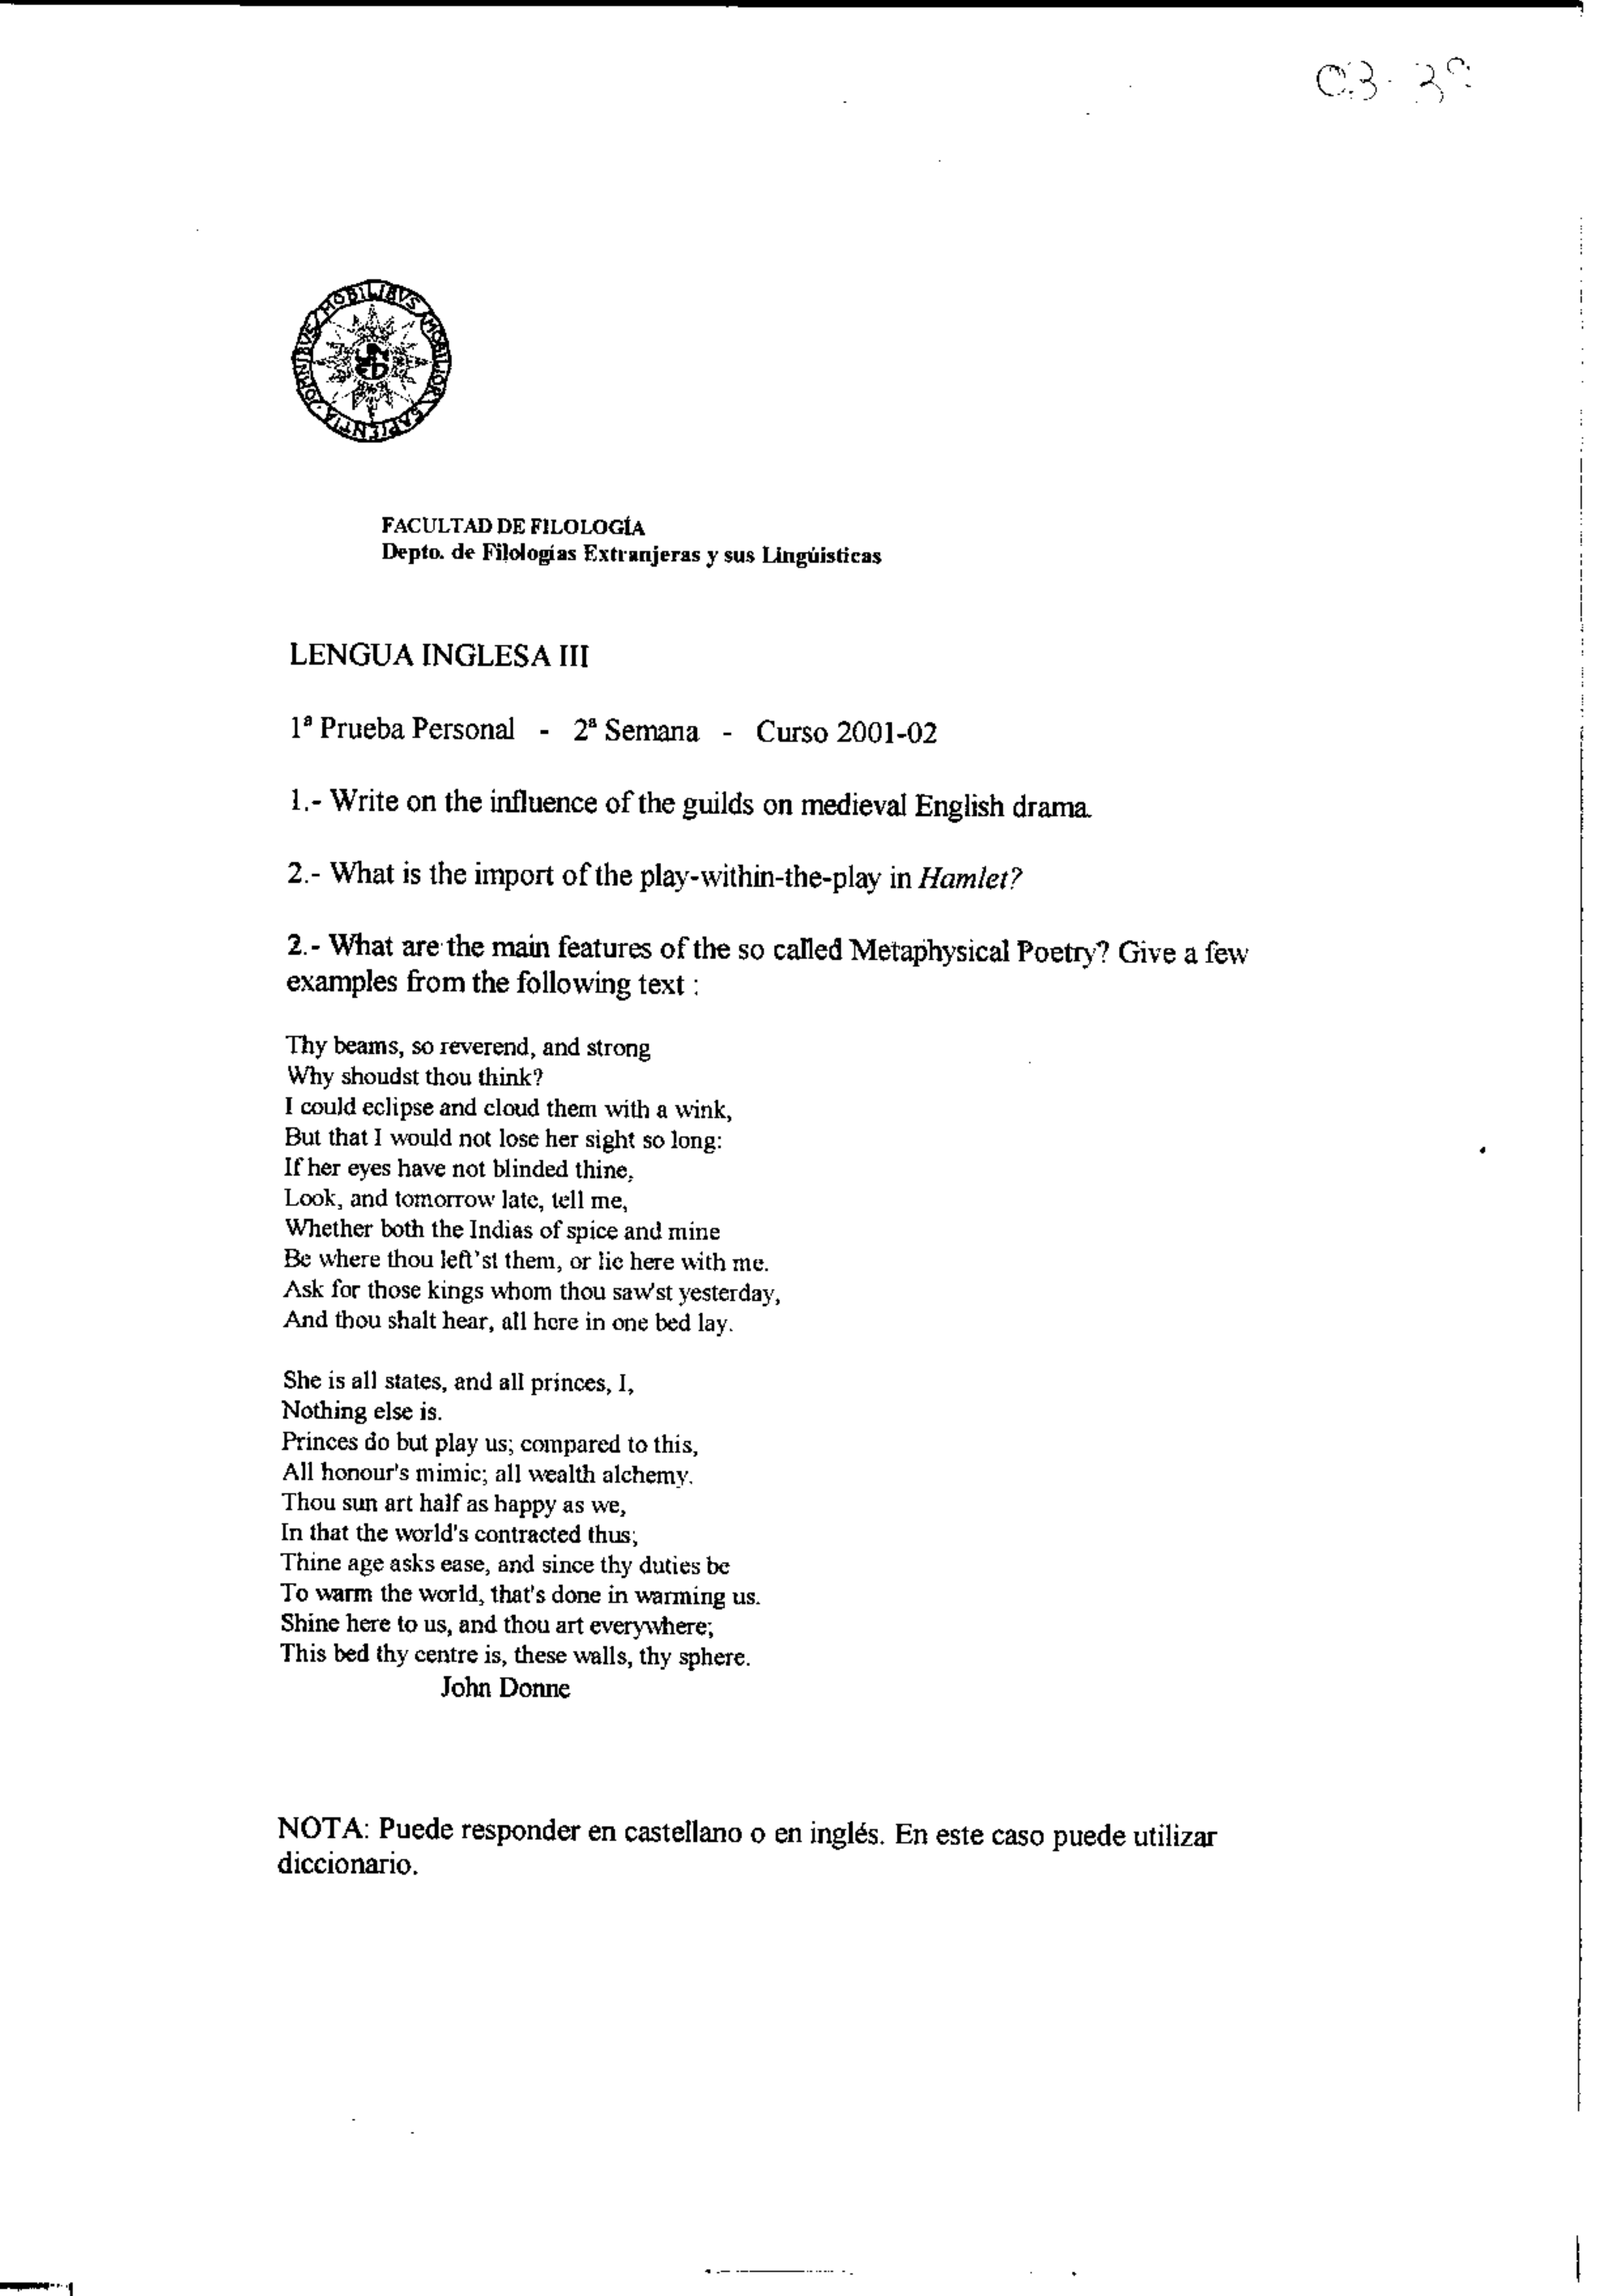 03- 3º
OMNIBVS MOBILIBVS MOBILIOR SAPIENTIA
FACULTAD DE FILOLOGÍA
Depto. de Filologías Extranjeras y sus Lingüísticas
LENGUA INGLESA III
1ª Prueba Personal - 2ª Semana - Curso 2001-02
1.- Write on the influence of the guilds on medieval English drama.
2.- What is the import of the play-within-the-play in Hamlet?
2.- What are the main features of the so called Metaphysical Poetry? Give a few
examples from the following text :
Thy beams, so reverend, and strong
Why shoudst thou think?
I could eclipse and cloud them with a wink,
But that I would not lose her sight so long:
If her eyes have not blinded thine,
Look, and tomorrow late, tell me,
Whether both the Indias of spice and mine
Be where thou left'st them, or lie here with me.
Ask for those kings whom thou saw'st yesterday,
And thou shalt hear, all here in one bed lay.
She is all states, and all princes, I,
Nothing else is.
Princes do but play us; compared to this,
All honour's mimic; all wealth alchemy.
Thou sun art half as happy as we,
In that the world's contracted thus;
Thine age asks ease, and since thy duties be
To warm the world, that's done in warming us.
Shine here to us, and thou art everywhere;
This bed thy centre is, these walls, thy sphere.
John Donne
NOTA: Puede responder en castellano o en inglés. En este caso puede utilizar
diccionario.